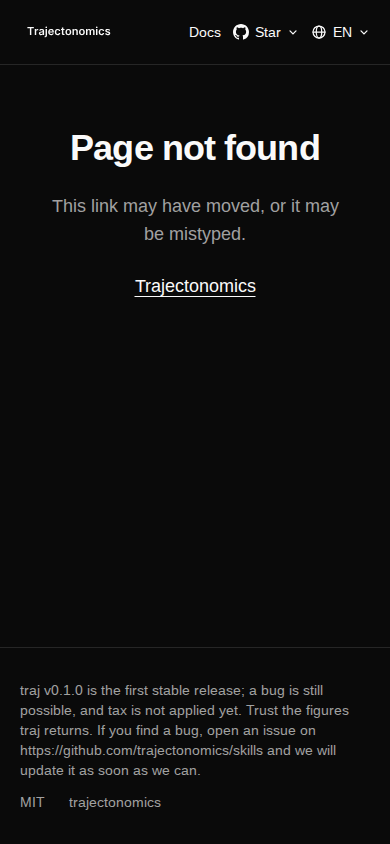 Trajectonomics
Docs
Star
EN
Page not found
This link may have moved, or it may
be mistyped.
Trajectonomics
traj v0.1.0 is the first stable release; a bug is still
possible, and tax is not applied yet. Trust the figures
traj returns. If you find a bug, open an issue on
https://github.com/trajectonomics/skills and we will
update it as soon as we can.
MIT
trajectonomics